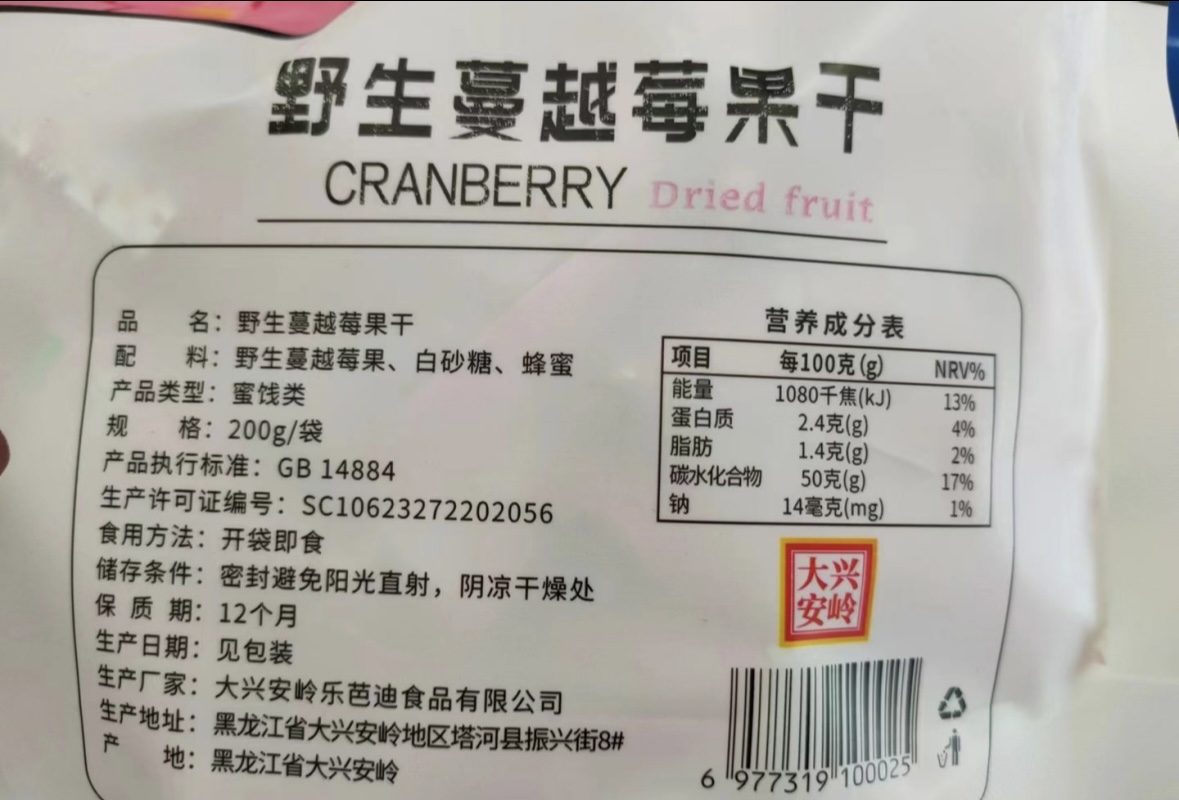 野生蔓越莓果干
CRANBERRY Dried fruit
品 名：野生蔓越莓果干
配 料：野生蔓越莓果、白砂糖、蜂蜜
产品类型：蜜饯类
规 格：200g/袋
产品执行标准：GB 14884
生产许可证编号：SC10623272202056
食用方法：开袋即食
储存条件：密封避免阳光直射，阴凉干燥处
保 质 期：12个月
生产日期：见包装
生产厂家：大兴安岭乐芭迪食品有限公司
生产地址：黑龙江省大兴安岭地区塔河县振兴街8#
产 地：黑龙江省大兴安岭
营养成分表
项目 每100克(g) NRV%
能量 1080千焦(kJ) 13%
蛋白质 2.4克(g) 4%
脂肪 1.4克(g) 2%
碳水化合物 50克(g) 17%
钠 14毫克(mg) 1%
大兴
安岭
6 977319 100025